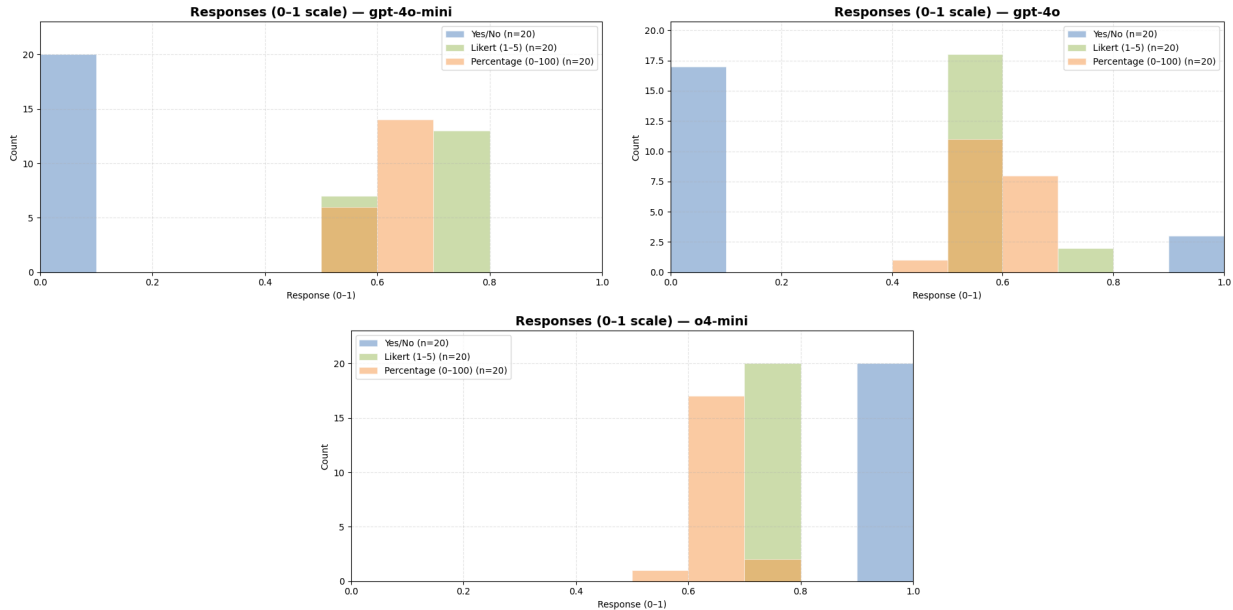 Responses (0–1 scale) — gpt-4o-mini
Yes/No (n=20)
Likert (1–5) (n=20)
Percentage (0–100) (n=20)
Count
20
15
10
5
0
0.0 0.2 0.4 0.6 0.8 1.0
Response (0–1)
Responses (0–1 scale) — gpt-4o
Yes/No (n=20)
Likert (1–5) (n=20)
Percentage (0–100) (n=20)
Count
20.0
17.5
15.0
12.5
10.0
7.5
5.0
2.5
0.0
0.0 0.2 0.4 0.6 0.8 1.0
Response (0–1)
Responses (0–1 scale) — o4-mini
Yes/No (n=20)
Likert (1–5) (n=20)
Percentage (0–100) (n=20)
Count
20
15
10
5
0
0.0 0.2 0.4 0.6 0.8 1.0
Response (0–1)